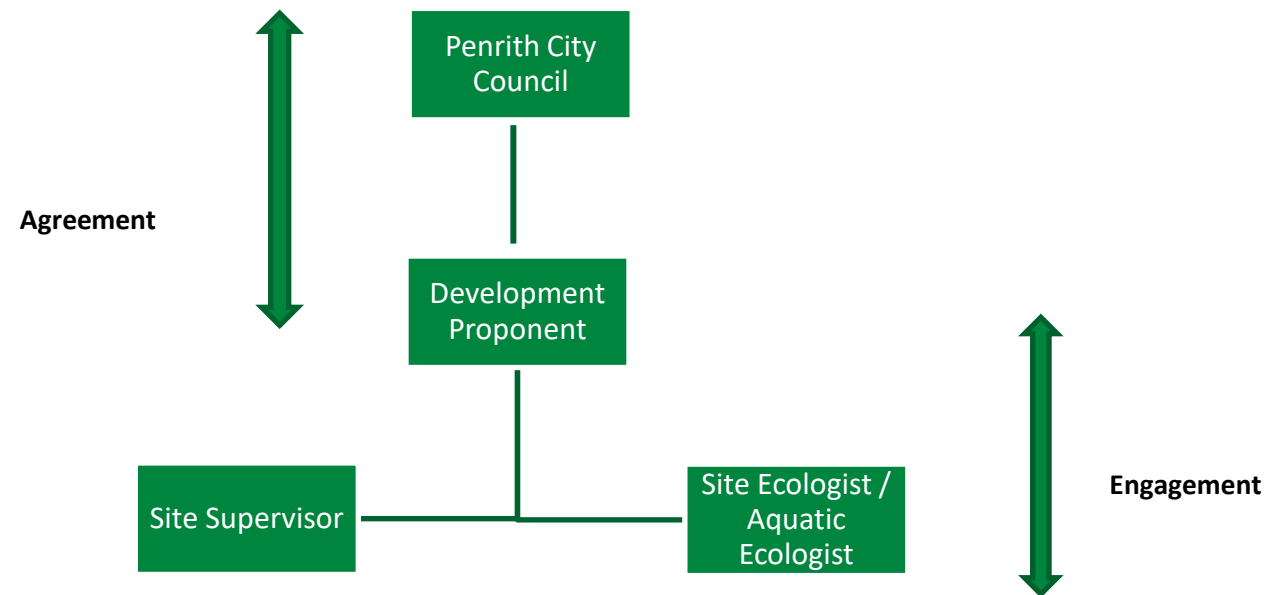 Penrith City
Council
Agreement
Development
Proponent
Site Supervisor
Site Ecologist /
Aquatic
Ecologist
Engagement